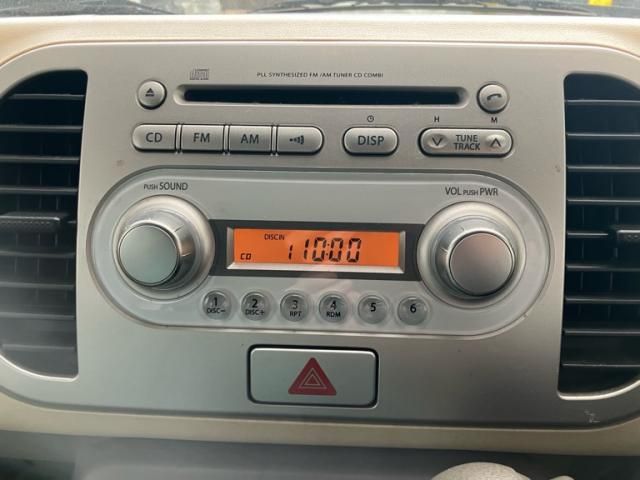 PLL SYNTHESIZED FM /AM TUNER CD COMBI
CD FM AM DISP
H M
TUNE
TRACK
PUSH SOUND
VOL PUSH PWR
DISC IN
CD 1 10:00
1 2 3 4 5 6
DISC− DISC+ RPT RDM